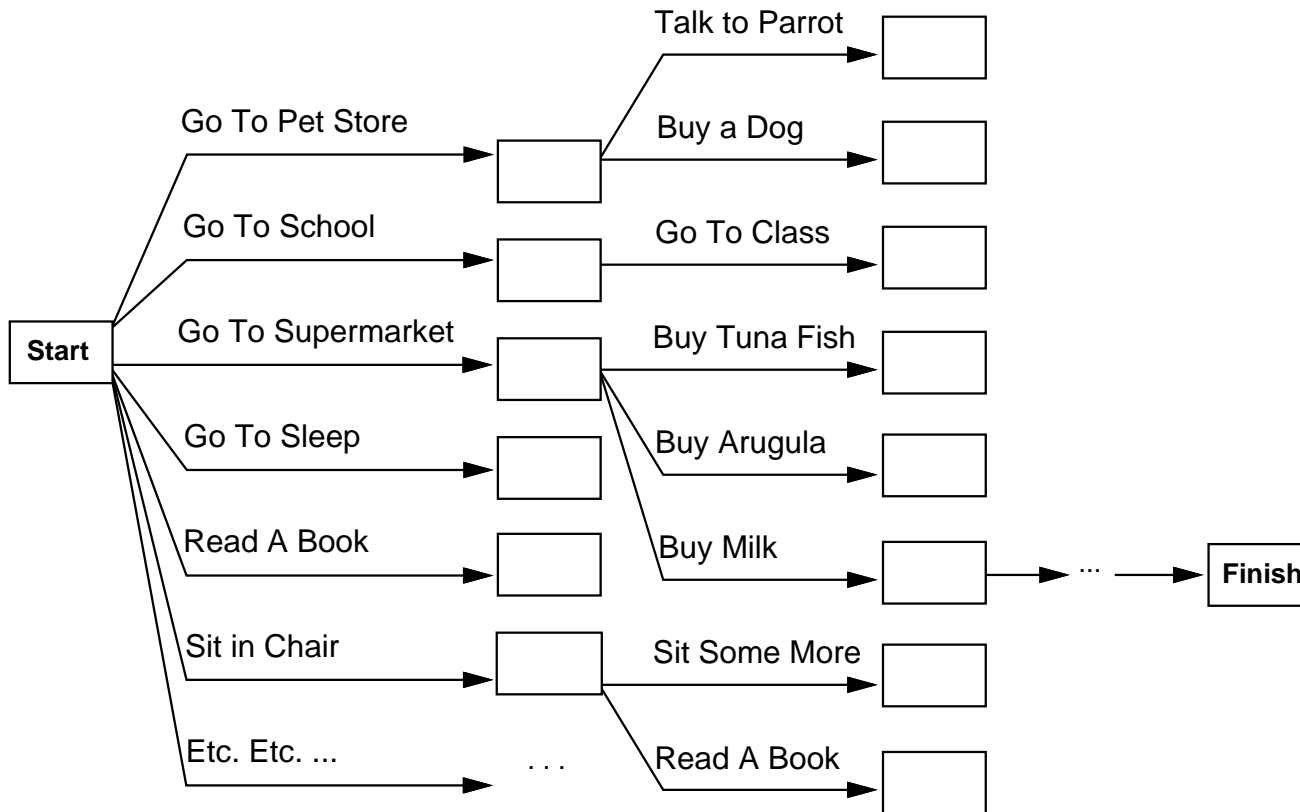 Talk to Parrot
Go To Pet Store
Buy a Dog
Go To School
Go To Class
Go To Supermarket
Buy Tuna Fish
Start
Go To Sleep
Buy Arugula
Read A Book
Buy Milk
...
Finish
Sit in Chair
Sit Some More
Etc. Etc. ...
. . .
Read A Book